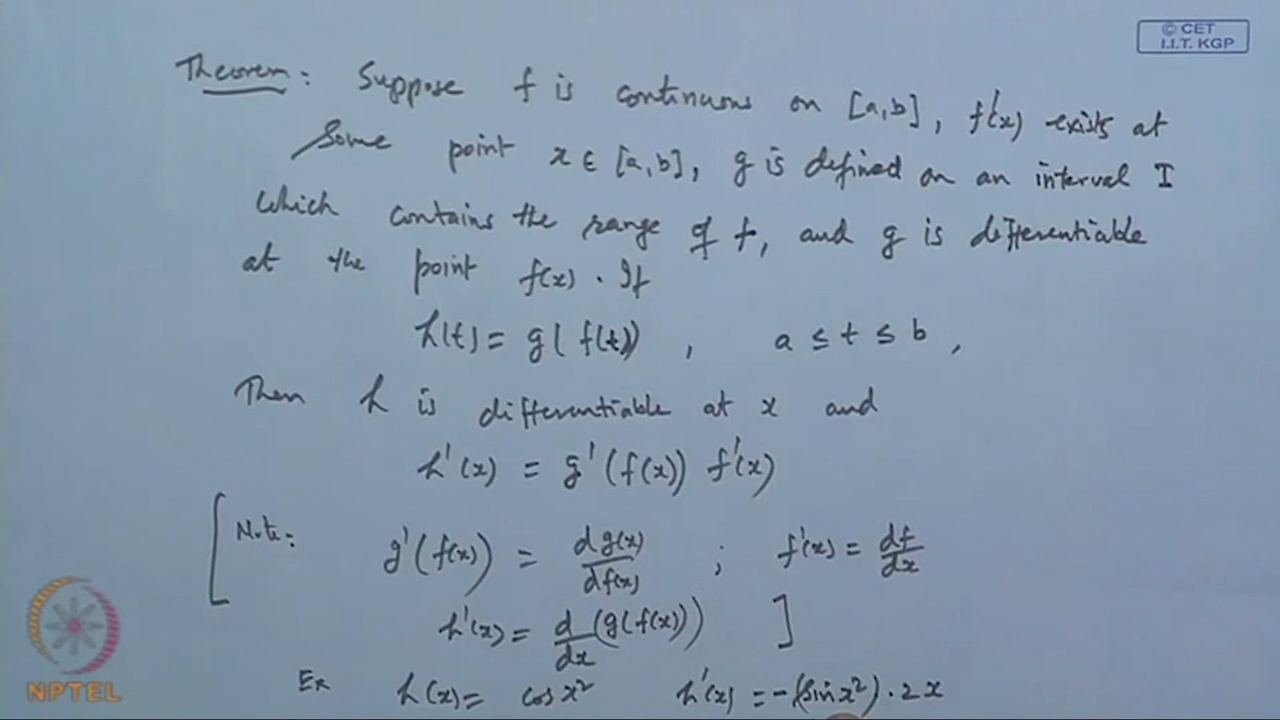 © CET
I.I.T. KGP
Theorem: Suppose f is continuous on [a,b], f'(x) exists at
Some point x ∈ [a,b], g is defined on an interval I
which contains the range of f, and g is differentiable
at the point f(x). If
h(t) = g(f(t)) , a ≤ t ≤ b ,
Then h is differentiable at x and
h'(x) = g'(f(x)) f'(x)
[ Note: g'(f(x)) = dg(x)/df(x) ; f'(x) = df/dx
h'(x) = d/dx (g(f(x))) ]
Ex h(x) = cos x² h'(x) = -(sin x²) · 2x
NPTEL